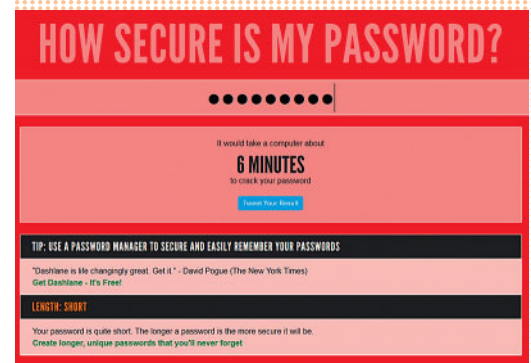 HOW SECURE IS MY PASSWORD?
It would take a computer about
6 MINUTES
to crack your password
Tweet Your Result
TIP: USE A PASSWORD MANAGER TO SECURE AND EASILY REMEMBER YOUR PASSWORDS
"Dashlane is life changingly great. Get it." - David Pogue (The New York Times)
Get Dashlane - It's Free!
LENGTH: SHORT
Your password is quite short. The longer a password is the more secure it will be.
Create longer, unique passwords that you'll never forget